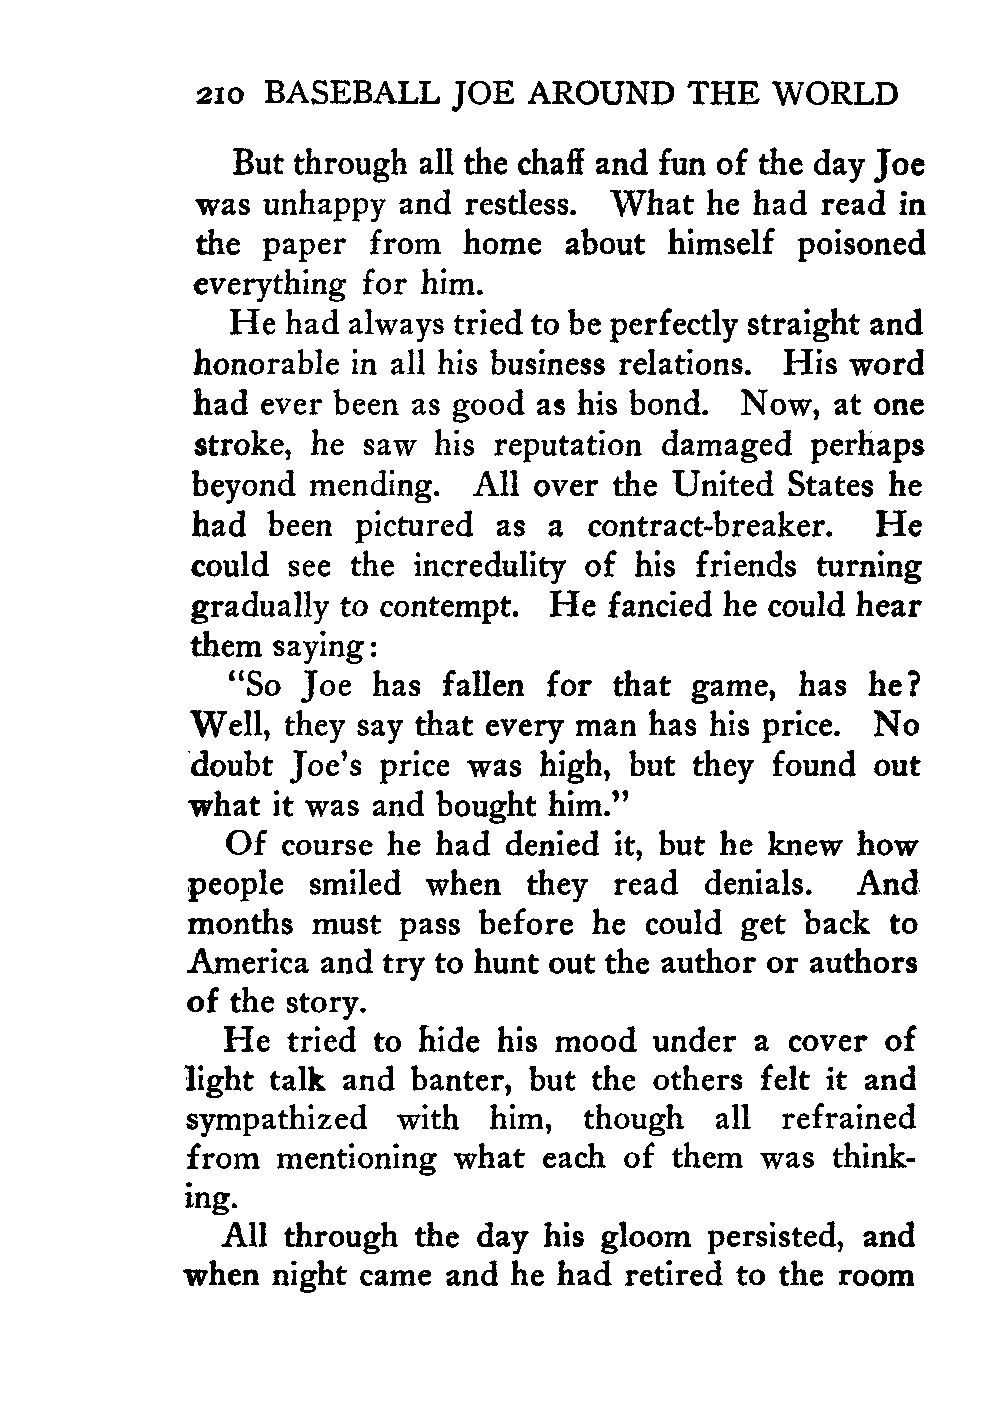 210 BASEBALL JOE AROUND THE WORLD
But through all the chaff and fun of the day Joe
was unhappy and restless. What he had read in
the paper from home about himself poisoned
everything for him.
He had always tried to be perfectly straight and
honorable in all his business relations. His word
had ever been as good as his bond. Now, at one
stroke, he saw his reputation damaged perhaps
beyond mending. All over the United States he
had been pictured as a contract-breaker. He
could see the incredulity of his friends turning
gradually to contempt. He fancied he could hear
them saying:
"So Joe has fallen for that game, has he?
Well, they say that every man has his price. No
doubt Joe's price was high, but they found out
what it was and bought him."
Of course he had denied it, but he knew how
people smiled when they read denials. And
months must pass before he could get back to
America and try to hunt out the author or authors
of the story.
He tried to hide his mood under a cover of
light talk and banter, but the others felt it and
sympathized with him, though all refrained
from mentioning what each of them was think-
ing.
All through the day his gloom persisted, and
when night came and he had retired to the room